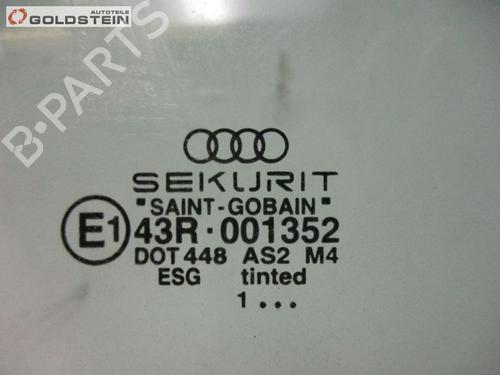 AUTOTEILE
GOLDSTEIN
B-PARTS
SEKURIT
"SAINT-GOBAIN"
E1 43R·001352
DOT 448 AS2 M4
ESG tinted
1...